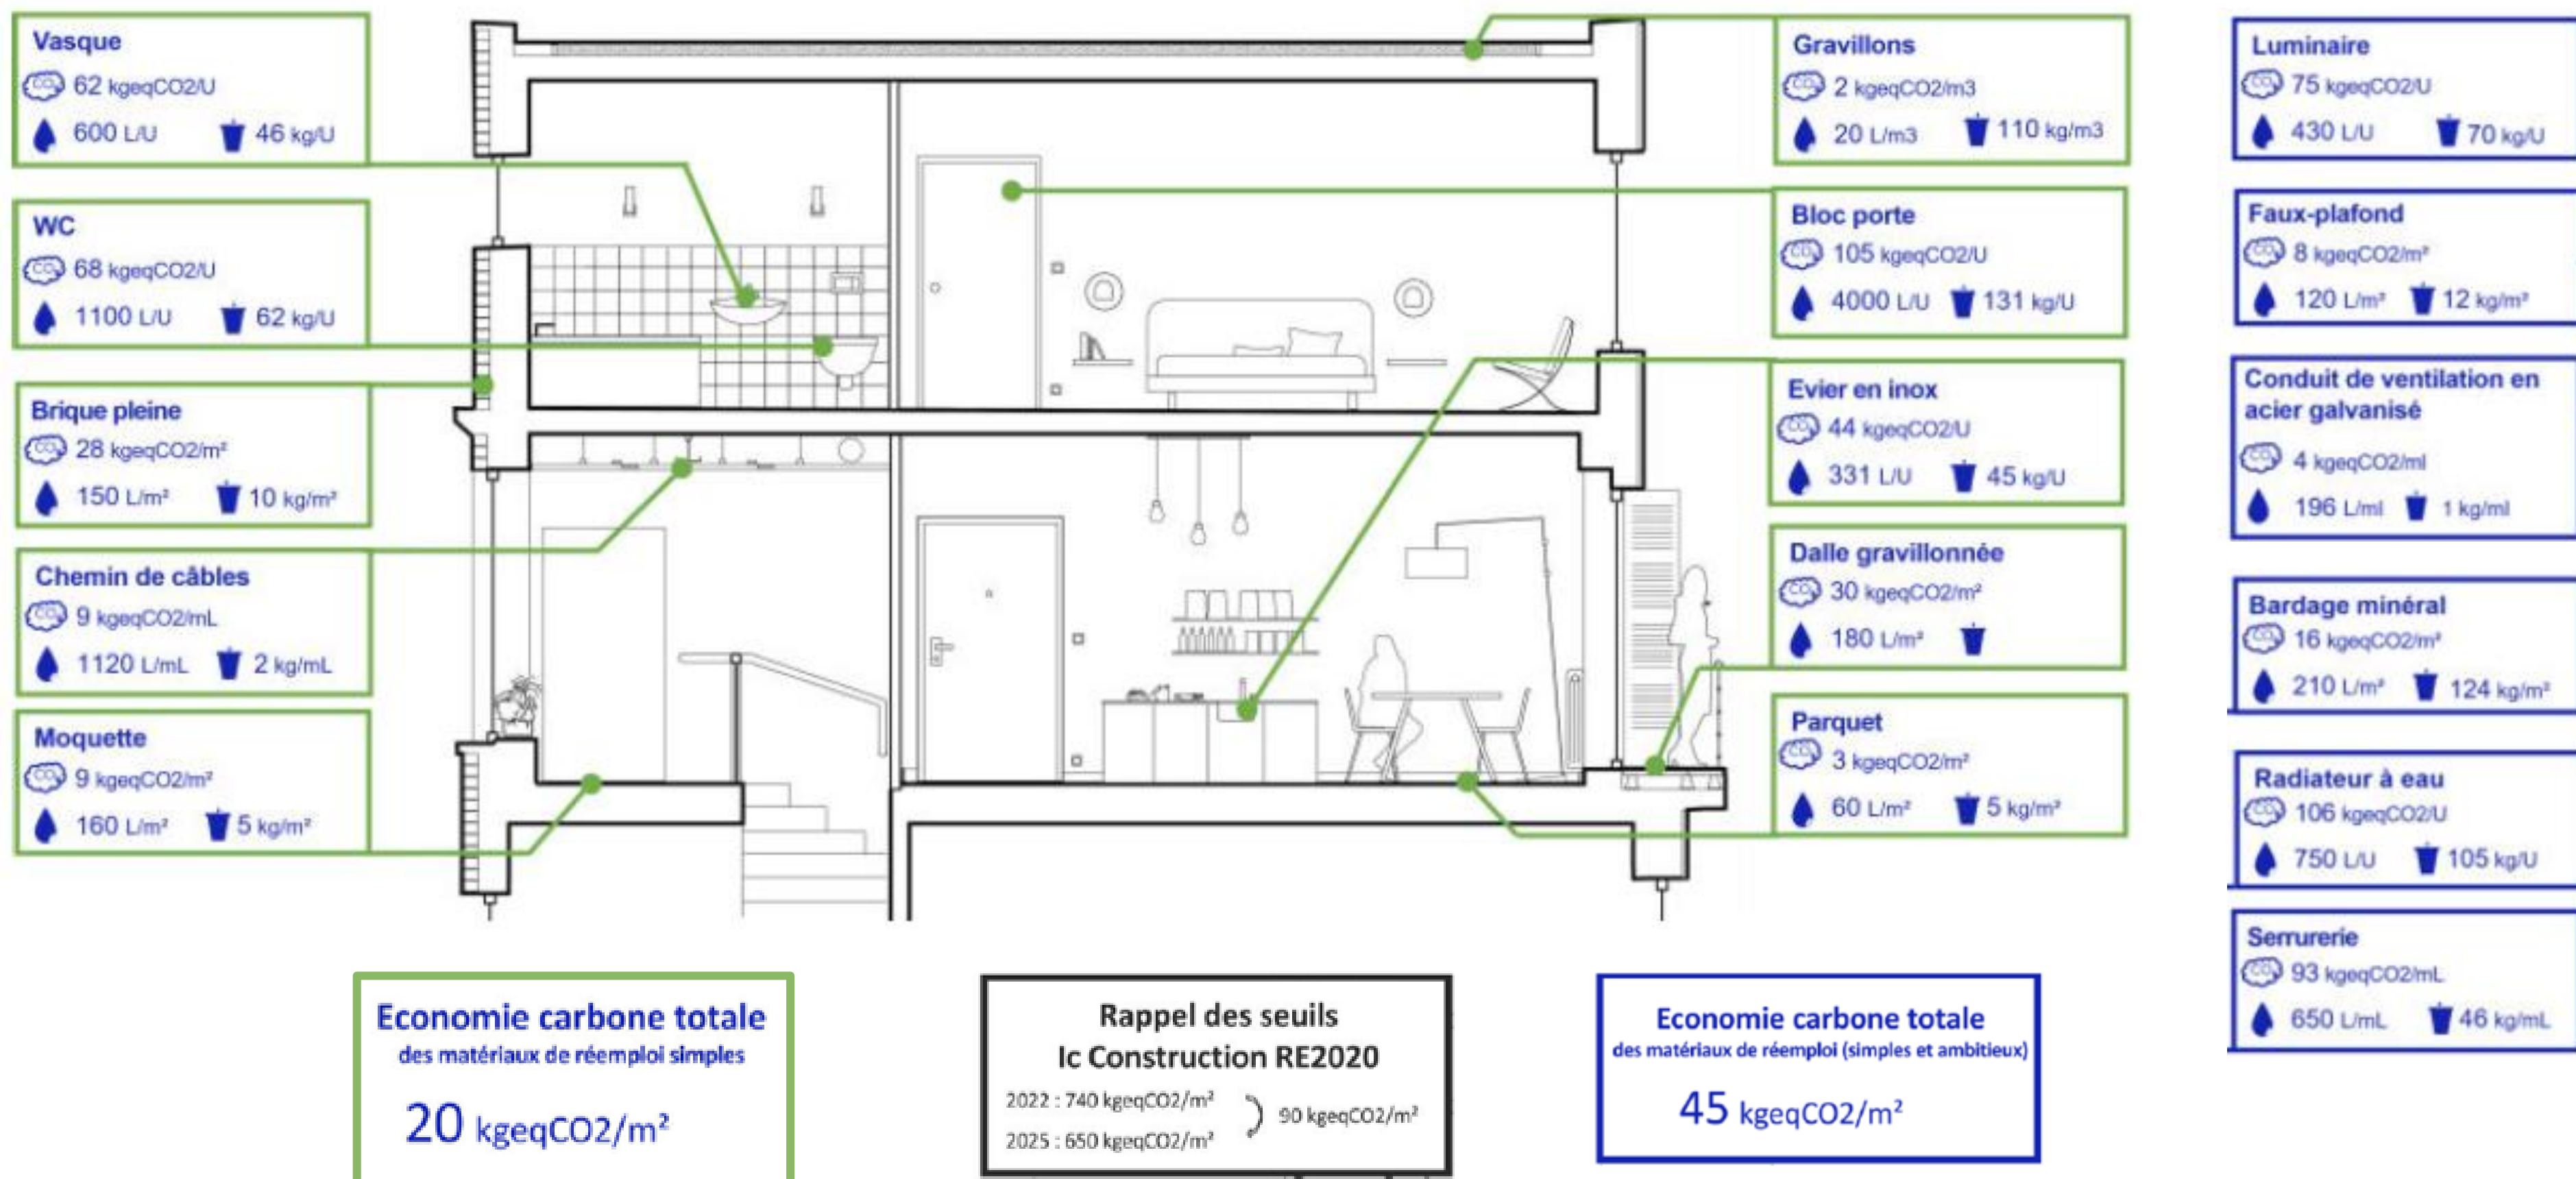 Vasque
62 kgeqCO2/U
600 L/U 46 kg/U
WC
68 kgeqCO2/U
1100 L/U 62 kg/U
Brique pleine
28 kgeqCO2/m²
150 L/m² 10 kg/m²
Chemin de câbles
9 kgeqCO2/mL
1120 L/mL 2 kg/mL
Moquette
9 kgeqCO2/m²
160 L/m² 5 kg/m²
Gravillons
2 kgeqCO2/m3
20 L/m3 110 kg/m3
Bloc porte
105 kgeqCO2/U
4000 L/U 131 kg/U
Evier en inox
44 kgeqCO2/U
331 L/U 45 kg/U
Dalle gravillonnée
30 kgeqCO2/m²
180 L/m²
Parquet
3 kgeqCO2/m²
60 L/m² 5 kg/m²
Luminaire
75 kgeqCO2/U
430 L/U 70 kg/U
Faux-plafond
8 kgeqCO2/m²
120 L/m² 12 kg/m²
Conduit de ventilation en
acier galvanisé
4 kgeqCO2/ml
196 L/ml 1 kg/ml
Bardage minéral
16 kgeqCO2/m²
210 L/m² 124 kg/m²
Radiateur à eau
106 kgeqCO2/U
750 L/U 105 kg/U
Serrurerie
93 kgeqCO2/mL
650 L/mL 46 kg/mL
Economie carbone totale
des matériaux de réemploi simples
20 kgeqCO2/m²
Rappel des seuils
Ic Construction RE2020
2022 : 740 kgeqCO2/m²
90 kgeqCO2/m²
2025 : 650 kgeqCO2/m²
Economie carbone totale
des matériaux de réemploi (simples et ambitieux)
45 kgeqCO2/m²